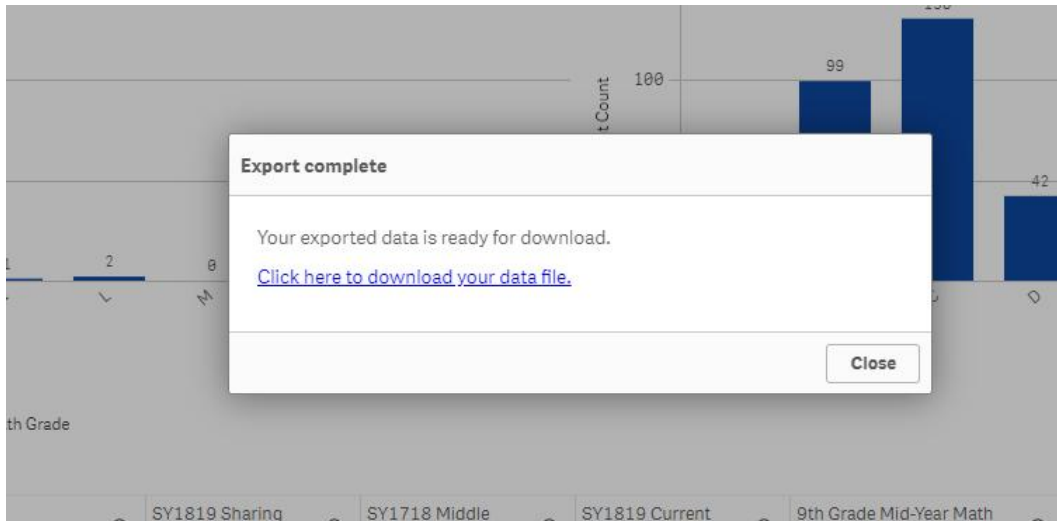 99
100
t Count
Export complete
42
Your exported data is ready for download.
1 2 0
Click here to download your data file.
L M D
Close
th Grade
SY1819 Sharing SY1718 Middle SY1819 Current 9th Grade Mid-Year Math